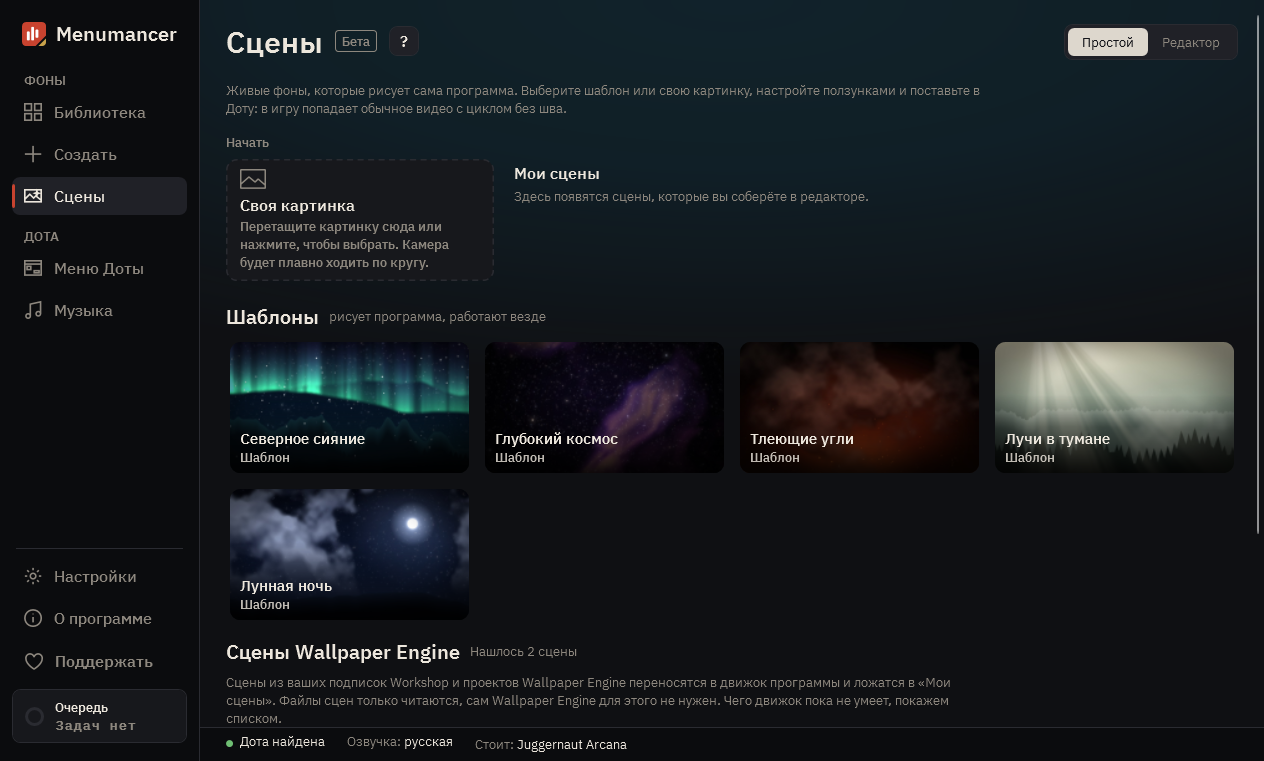 Menumancer
ФОНЫ
Библиотека
Создать
Сцены
ДОТА
Меню Доты
Музыка
Настройки
О программе
Поддержать
Очередь
Задач нет
Сцены
Бета
?
Простой
Редактор
Живые фоны, которые рисует сама программа. Выберите шаблон или свою картинку, настройте ползунками и поставьте в
Доту: в игру попадает обычное видео с циклом без шва.
Начать
Своя картинка
Перетащите картинку сюда или
нажмите, чтобы выбрать. Камера
будет плавно ходить по кругу.
Мои сцены
Здесь появятся сцены, которые вы соберёте в редакторе.
Шаблоны
рисует программа, работают везде
Северное сияние
Шаблон
Глубокий космос
Шаблон
Тлеющие угли
Шаблон
Лучи в тумане
Шаблон
Лунная ночь
Шаблон
Сцены Wallpaper Engine
Нашлось 2 сцены
Сцены из ваших подписок Workshop и проектов Wallpaper Engine переносятся в движок программы и ложатся в «Мои
сцены». Файлы сцен только читаются, сам Wallpaper Engine для этого не нужен. Чего движок пока не умеет, покажем
списком.
Дота найдена
Озвучка: русская
Стоит: Juggernaut Arcana